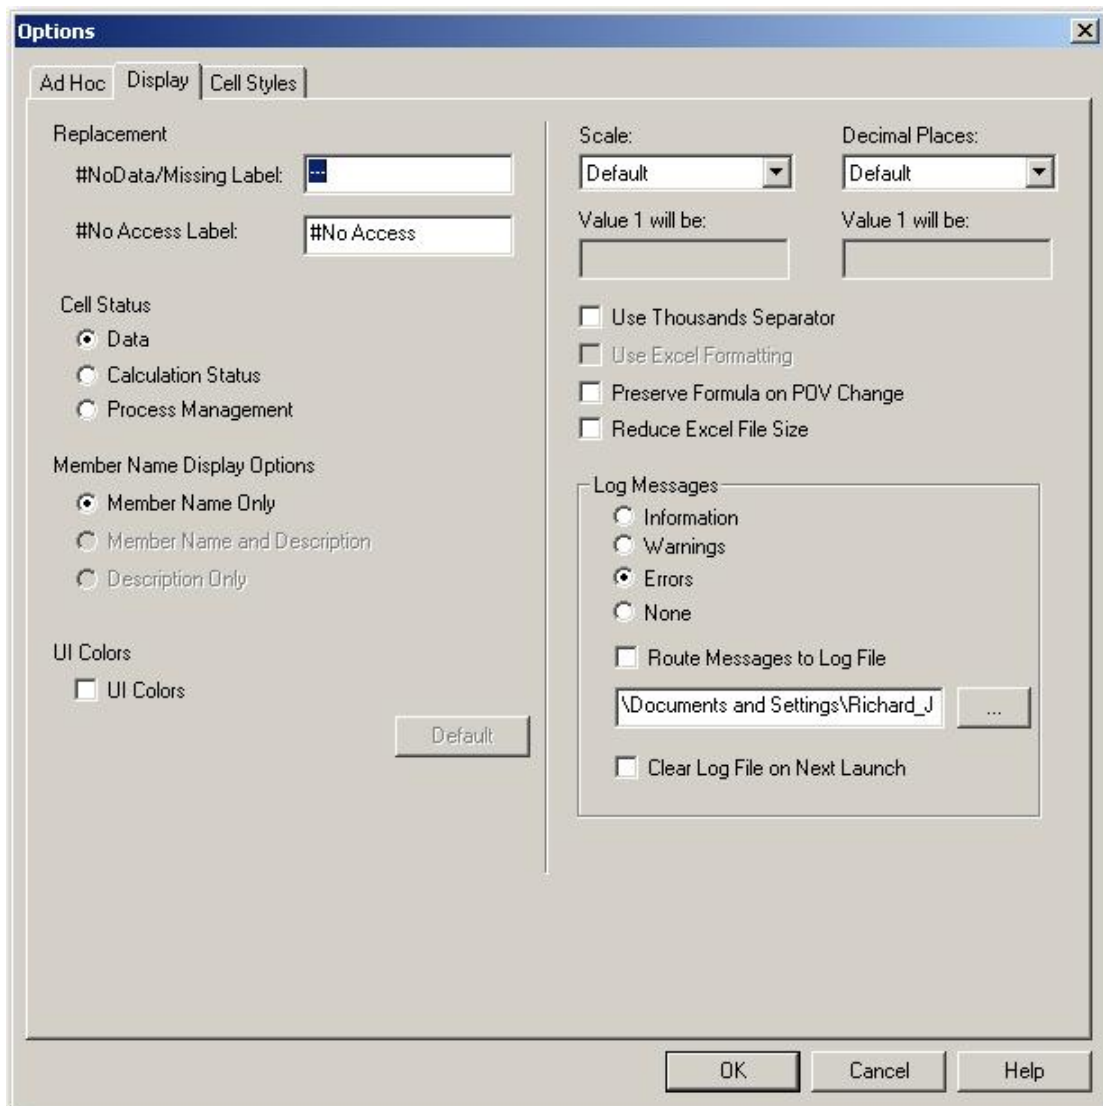 Options
Ad Hoc
Display
Cell Styles
Replacement
#NoData/Missing Label:
---
#No Access Label:
#No Access
Cell Status
Data
Calculation Status
Process Management
Member Name Display Options
Member Name Only
Member Name and Description
Description Only
UI Colors
UI Colors
Default
Scale:
Default
Decimal Places:
Default
Value 1 will be:
Value 1 will be:
Use Thousands Separator
Use Excel Formatting
Preserve Formula on POV Change
Reduce Excel File Size
Log Messages
Information
Warnings
Errors
None
Route Messages to Log File
\Documents and Settings\Richard_J
...
Clear Log File on Next Launch
OK
Cancel
Help